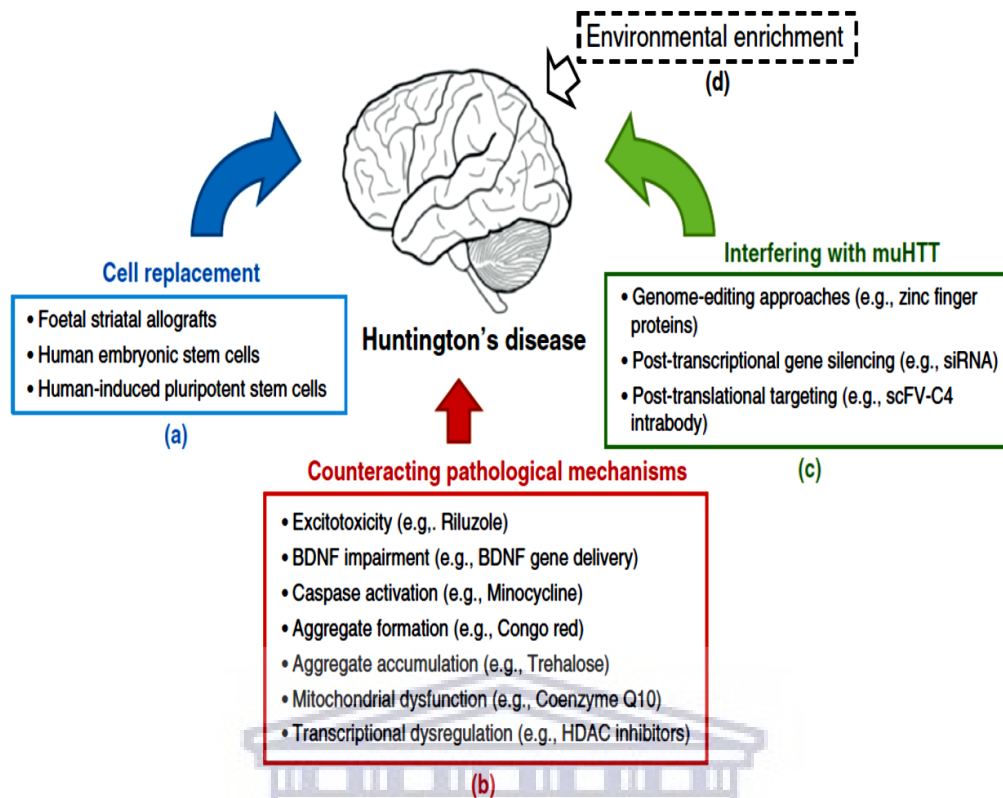 Environmental enrichment
(d)
Cell replacement
• Foetal striatal allografts
• Human embryonic stem cells
• Human-induced pluripotent stem cells
(a)
Huntington's disease
Interfering with muHTT
• Genome-editing approaches (e.g., zinc finger
proteins)
• Post-transcriptional gene silencing (e.g., siRNA)
• Post-translational targeting (e.g., scFV-C4
intrabody)
(c)
Counteracting pathological mechanisms
• Excitotoxicity (e.g,. Riluzole)
• BDNF impairment (e.g., BDNF gene delivery)
• Caspase activation (e.g., Minocycline)
• Aggregate formation (e.g., Congo red)
• Aggregate accumulation (e.g., Trehalose)
• Mitochondrial dysfunction (e.g., Coenzyme Q10)
• Transcriptional dysregulation (e.g., HDAC inhibitors)
(b)